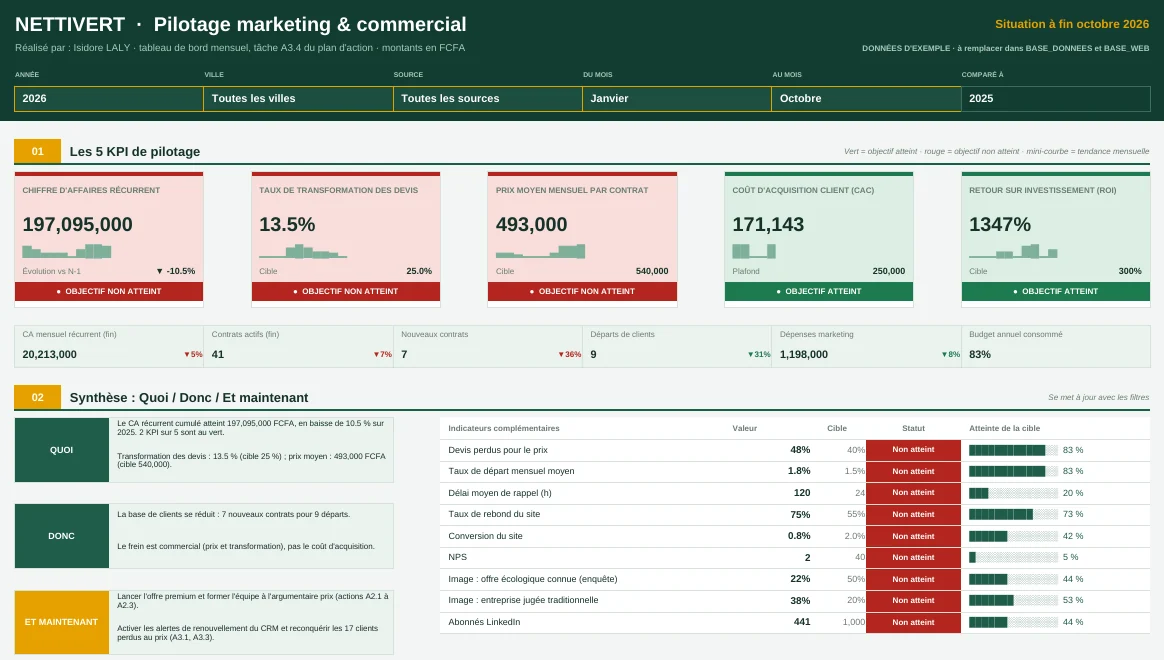 NETTIVERT · Pilotage marketing & commercial
Situation à fin octobre 2026
Réalisé par : Isidore LALY · tableau de bord mensuel, tâche A3.4 du plan d'action · montants en FCFA
DONNÉES D'EXEMPLE · à remplacer dans BASE_DONNEES et BASE_WEB
ANNÉE VILLE SOURCE DU MOIS AU MOIS COMPARÉ À
2026 Toutes les villes Toutes les sources Janvier Octobre 2025
01 Les 5 KPI de pilotage
Vert = objectif atteint · rouge = objectif non atteint · mini-courbe = tendance mensuelle
CHIFFRE D'AFFAIRES RÉCURRENT
197,095,000
Évolution vs N-1 ▼ -10.5%
● OBJECTIF NON ATTEINT
TAUX DE TRANSFORMATION DES DEVIS
13.5%
Cible 25.0%
● OBJECTIF NON ATTEINT
PRIX MOYEN MENSUEL PAR CONTRAT
493,000
Cible 540,000
● OBJECTIF NON ATTEINT
COÛT D'ACQUISITION CLIENT (CAC)
171,143
Plafond 250,000
● OBJECTIF ATTEINT
RETOUR SUR INVESTISSEMENT (ROI)
1347%
Cible 300%
● OBJECTIF ATTEINT
CA mensuel récurrent (fin)
20,213,000 ▼5%
Contrats actifs (fin)
41 ▼7%
Nouveaux contrats
7 ▼36%
Départs de clients
9 ▼31%
Dépenses marketing
1,198,000 ▼8%
Budget annuel consommé
83%
02 Synthèse : Quoi / Donc / Et maintenant
Se met à jour avec les filtres
QUOI
Le CA récurrent cumulé atteint 197,095,000 FCFA, en baisse de 10.5 % sur
2025. 2 KPI sur 5 sont au vert.
Transformation des devis : 13.5 % (cible 25 %) ; prix moyen : 493,000 FCFA
(cible 540,000).
DONC
La base de clients se réduit : 7 nouveaux contrats pour 9 départs.
Le frein est commercial (prix et transformation), pas le coût d'acquisition.
ET MAINTENANT
Lancer l'offre premium et former l'équipe à l'argumentaire prix (actions A2.1 à
A2.3).
Activer les alertes de renouvellement du CRM et reconquérir les 17 clients
perdus au prix (A3.1, A3.3).
Indicateurs complémentaires Valeur Cible Statut Atteinte de la cible
Devis perdus pour le prix 48% 40% Non atteint 83 %
Taux de départ mensuel moyen 1.8% 1.5% Non atteint 83 %
Délai moyen de rappel (h) 120 24 Non atteint 20 %
Taux de rebond du site 75% 55% Non atteint 73 %
Conversion du site 0.8% 2.0% Non atteint 42 %
NPS 2 40 Non atteint 5 %
Image : offre écologique connue (enquête) 22% 50% Non atteint 44 %
Image : entreprise jugée traditionnelle 38% 20% Non atteint 53 %
Abonnés LinkedIn 441 1,000 Non atteint 44 %